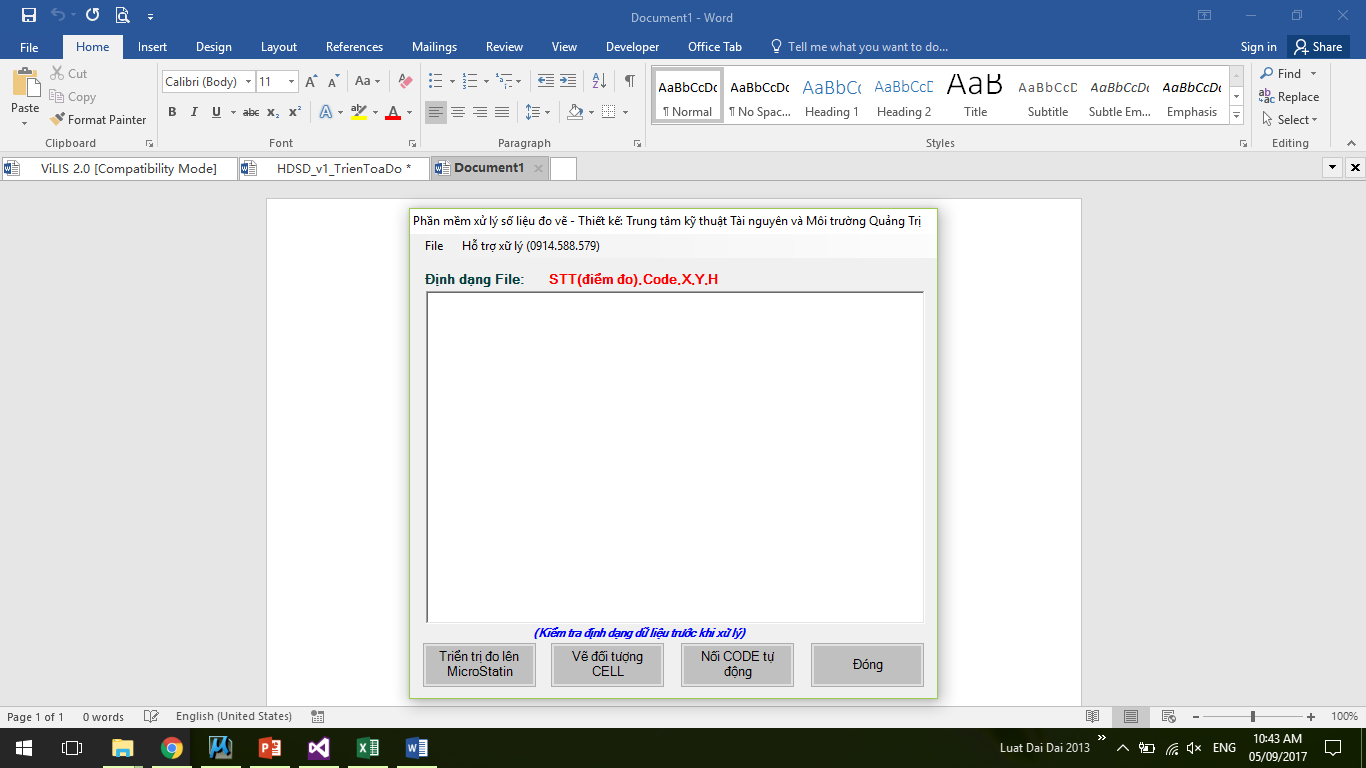 Document1 - Word
File Home Insert Design Layout References Mailings Review View Developer Office Tab Tell me what you want to do... Sign in Share
Paste
Cut
Copy
Format Painter
Clipboard
Calibri (Body) 11
Aa
B I U abc X₂ X² A ab A
Font
Paragraph
AaBbCcDc AaBbCcDc AaBbCc AaBbCcD AaB AaBbCcD AaBbCcDc AaBbCcDc
¶ Normal ¶ No Spac... Heading 1 Heading 2 Title Subtitle Subtle Em... Emphasis
Styles
Find
Replace
Select
Editing
ViLIS 2.0 [Compatibility Mode] HDSD_v1_TrienToaDo * Document1
Phần mềm xử lý số liệu đo vẽ - Thiết kế: Trung tâm kỹ thuật Tài nguyên và Môi trường Quảng Trị
File Hỗ trợ xử lý (0914.588.579)
Định dạng File: STT(điểm đo),Code,X,Y,H
(Kiểm tra định dạng dữ liệu trước khi xử lý)
Triển trị đo lên
MicroStatin
Vẽ đối tượng
CELL
Nối CODE tự
động
Đóng
Page 1 of 1 0 words English (United States) 100%
Luat Dai Dai 2013 ENG
10:43 AM
05/09/2017